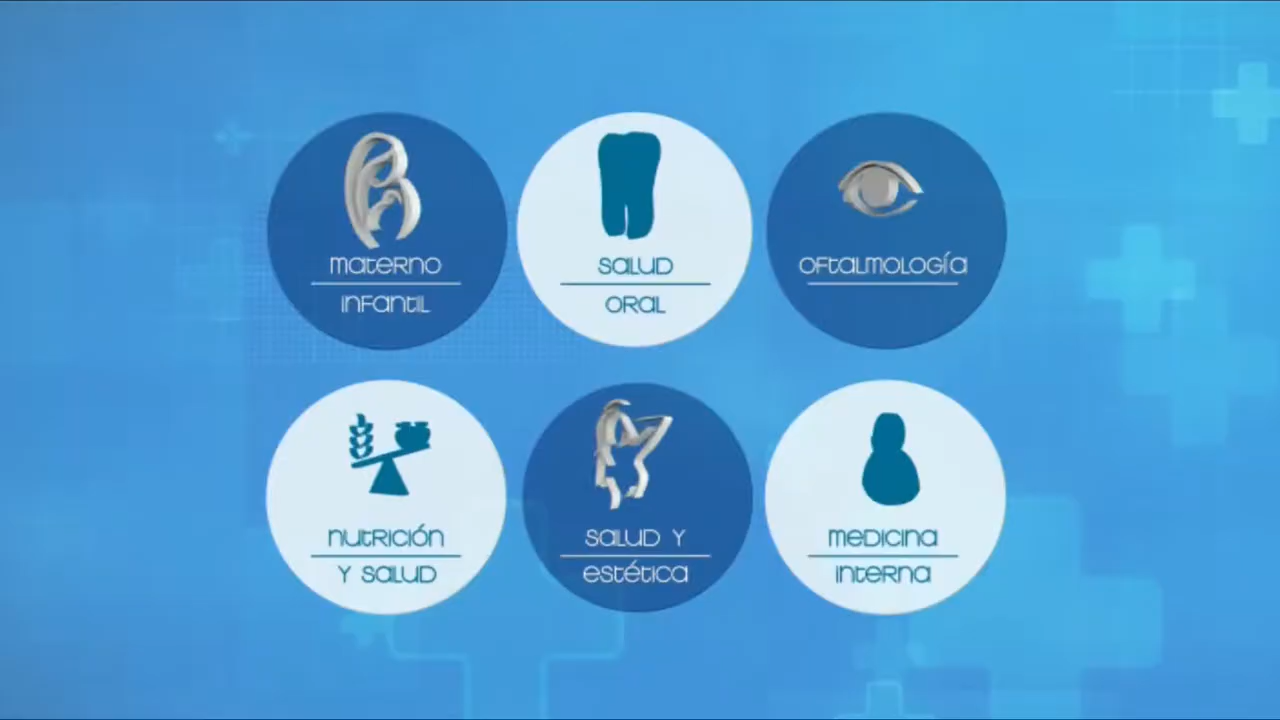 Materno
Infantil
Salud
Oral
Oftalmología
Nutrición
y Salud
Salud y
Estética
Medicina
Interna